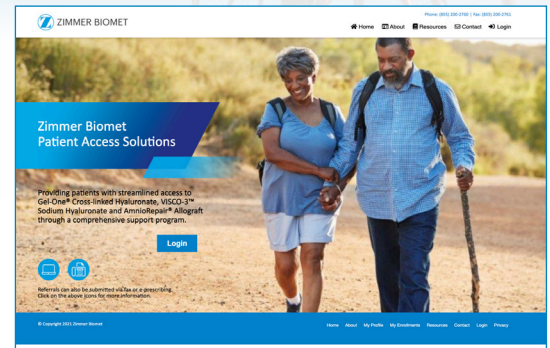 Phone: (855) 200-2760 | Fax: (855) 200-2751
ZIMMER BIOMET
Home About Resources Contact Login
Zimmer Biomet
Patient Access Solutions
Providing patients with streamlined access to
Gel-One® Cross-linked Hyaluronate, VISCO-3™
Sodium Hyaluronate and AmnioRepair® Allograft
through a comprehensive support program.
Login
Referrals can also be submitted via fax or e-prescribing.
Click on the above icons for more information.
© Copyright 2021 Zimmer Biomet
Home About My Profile My Enrollments Resources Contact Login Privacy